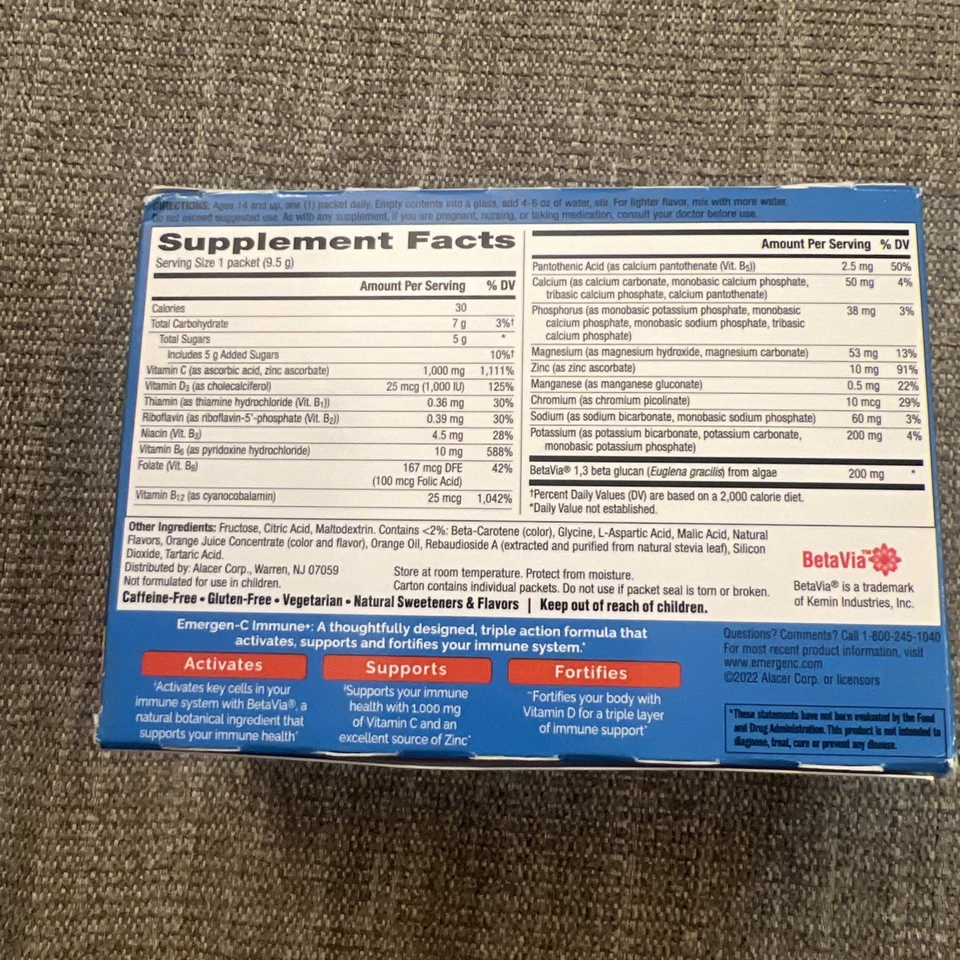 DIRECTIONS: Ages 14 and up, one (1) packet daily. Empty contents into a glass, add 4-6 oz of water, stir. For lighter flavor, mix with more water.
Do not exceed suggested use. As with any supplement, if you are pregnant, nursing, or taking medication, consult your doctor before use.
Supplement Facts
Serving Size 1 packet (9.5 g)
Amount Per Serving % DV
Calories 30
Total Carbohydrate 7 g 3%†
Total Sugars 5 g *
Includes 5 g Added Sugars 10%†
Vitamin C (as ascorbic acid, zinc ascorbate) 1,000 mg 1,111%
Vitamin D3 (as cholecalciferol) 25 mcg (1,000 IU) 125%
Thiamin (as thiamine hydrochloride (Vit. B1)) 0.36 mg 30%
Riboflavin (as riboflavin-5'-phosphate (Vit. B2)) 0.39 mg 30%
Niacin (Vit. B3) 4.5 mg 28%
Vitamin B6 (as pyridoxine hydrochloride) 10 mg 588%
Folate (Vit. B9) 167 mcg DFE 42%
(100 mcg Folic Acid)
Vitamin B12 (as cyanocobalamin) 25 mcg 1,042%
Amount Per Serving % DV
Pantothenic Acid (as calcium pantothenate (Vit. B5)) 2.5 mg 50%
Calcium (as calcium carbonate, monobasic calcium phosphate, 50 mg 4%
tribasic calcium phosphate, calcium pantothenate)
Phosphorus (as monobasic potassium phosphate, monobasic 38 mg 3%
calcium phosphate, monobasic sodium phosphate, tribasic
calcium phosphate)
Magnesium (as magnesium hydroxide, magnesium carbonate) 53 mg 13%
Zinc (as zinc ascorbate) 10 mg 91%
Manganese (as manganese gluconate) 0.5 mg 22%
Chromium (as chromium picolinate) 10 mcg 29%
Sodium (as sodium bicarbonate, monobasic sodium phosphate) 60 mg 3%
Potassium (as potassium bicarbonate, potassium carbonate, 200 mg 4%
monobasic potassium phosphate)
BetaVia® 1,3 beta glucan (Euglena gracilis) from algae 200 mg *
†Percent Daily Values (DV) are based on a 2,000 calorie diet.
*Daily Value not established.
Other Ingredients: Fructose, Citric Acid, Maltodextrin. Contains <2%: Beta-Carotene (color), Glycine, L-Aspartic Acid, Malic Acid, Natural
Flavors, Orange Juice Concentrate (color and flavor), Orange Oil, Rebaudioside A (extracted and purified from natural stevia leaf), Silicon
Dioxide, Tartaric Acid.
Distributed by: Alacer Corp., Warren, NJ 07059
Not formulated for use in children.
Store at room temperature. Protect from moisture.
Carton contains individual packets. Do not use if packet seal is torn or broken.
Caffeine-Free • Gluten-Free • Vegetarian • Natural Sweeteners & Flavors | Keep out of reach of children.
BetaVia™
BetaVia® is a trademark
of Kemin Industries, Inc.
Emergen-C Immune+: A thoughtfully designed, triple action formula that
activates, supports and fortifies your immune system.*
Activates
Activates key cells in your
immune system with BetaVia®, a
natural botanical ingredient that
supports your immune health*
Supports
Supports your immune
health with 1,000 mg
of Vitamin C and an
excellent source of Zinc*
Fortifies
Fortifies your body with
Vitamin D for a triple layer
of immune support*
Questions? Comments? Call 1-800-245-1040
For most recent product information, visit
www.emergenc.com
©2022 Alacer Corp. or licensors
*These statements have not been evaluated by the Food
and Drug Administration. This product is not intended to
diagnose, treat, cure or prevent any disease.